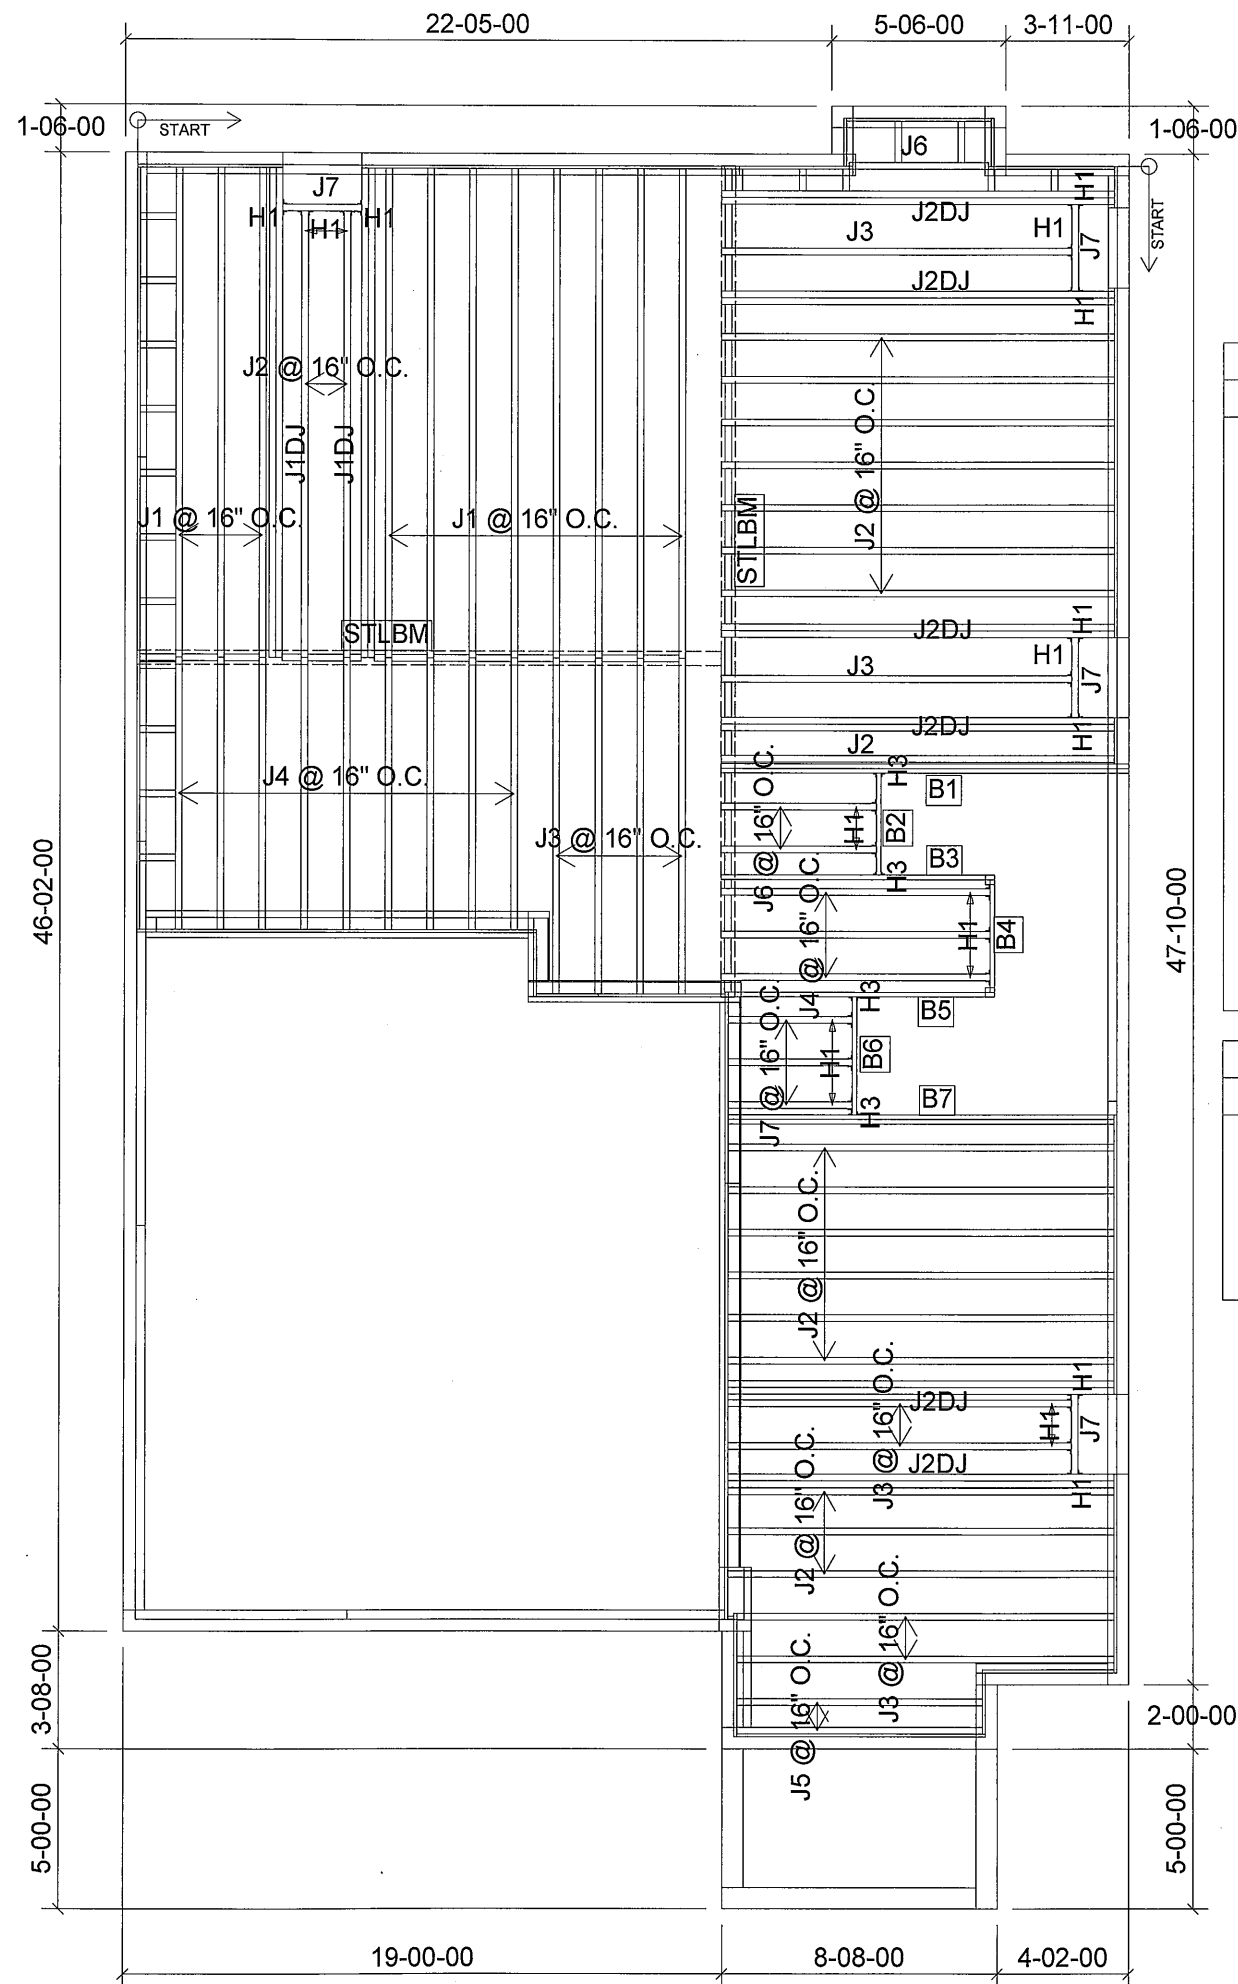 22-05-00
5-06-00
3-11-00
1-06-00
START
1-06-00
J6
J7
H1
H1
H1
H1
J2DJ
J3
H1
J7
START
J2DJ
H1
J2 @ 16" O.C.
J2 @ 16" O.C.
J1DJ
J1DJ
J1 @ 16" O.C.
J1 @ 16" O.C.
STLBM
STLBM
J2DJ
H1
J3
H1
J7
J2DJ
H1
J2
J4 @ 16" O.C.
J3 @ 16" O.C.
J6 @ 16" O.C.
H3
B1
H1
B2
B3
H3
46-02-00
47-10-00
J4 @ 16" O.C.
H1
B4
H3
B5
J7 @ 16" O.C.
H1
B6
H3
B7
J2 @ 16" O.C.
H1
J3 @ 16" O.C.
J2DJ
H1
J7
J2DJ
H1
J2 @ 16" O.C.
J3 @ 16" O.C.
J5 @ 16" O.C.
3-08-00
2-00-00
5-00-00
5-00-00
19-00-00
8-08-00
4-02-00